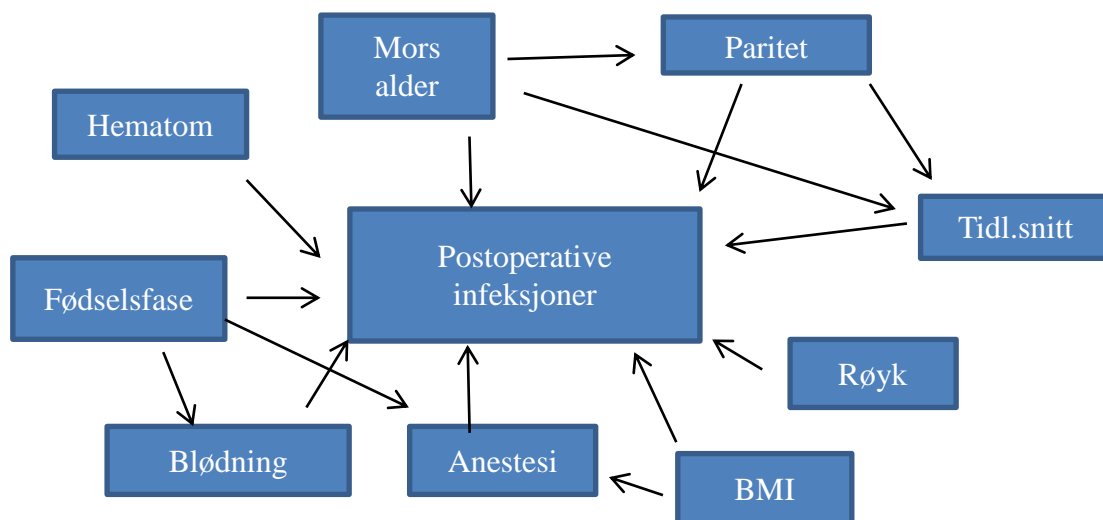 Mors
alder
Paritet
Hematom
Tidl.snitt
Postoperative
infeksjoner
Fødselsfase
Røyk
Blødning
Anestesi
BMI